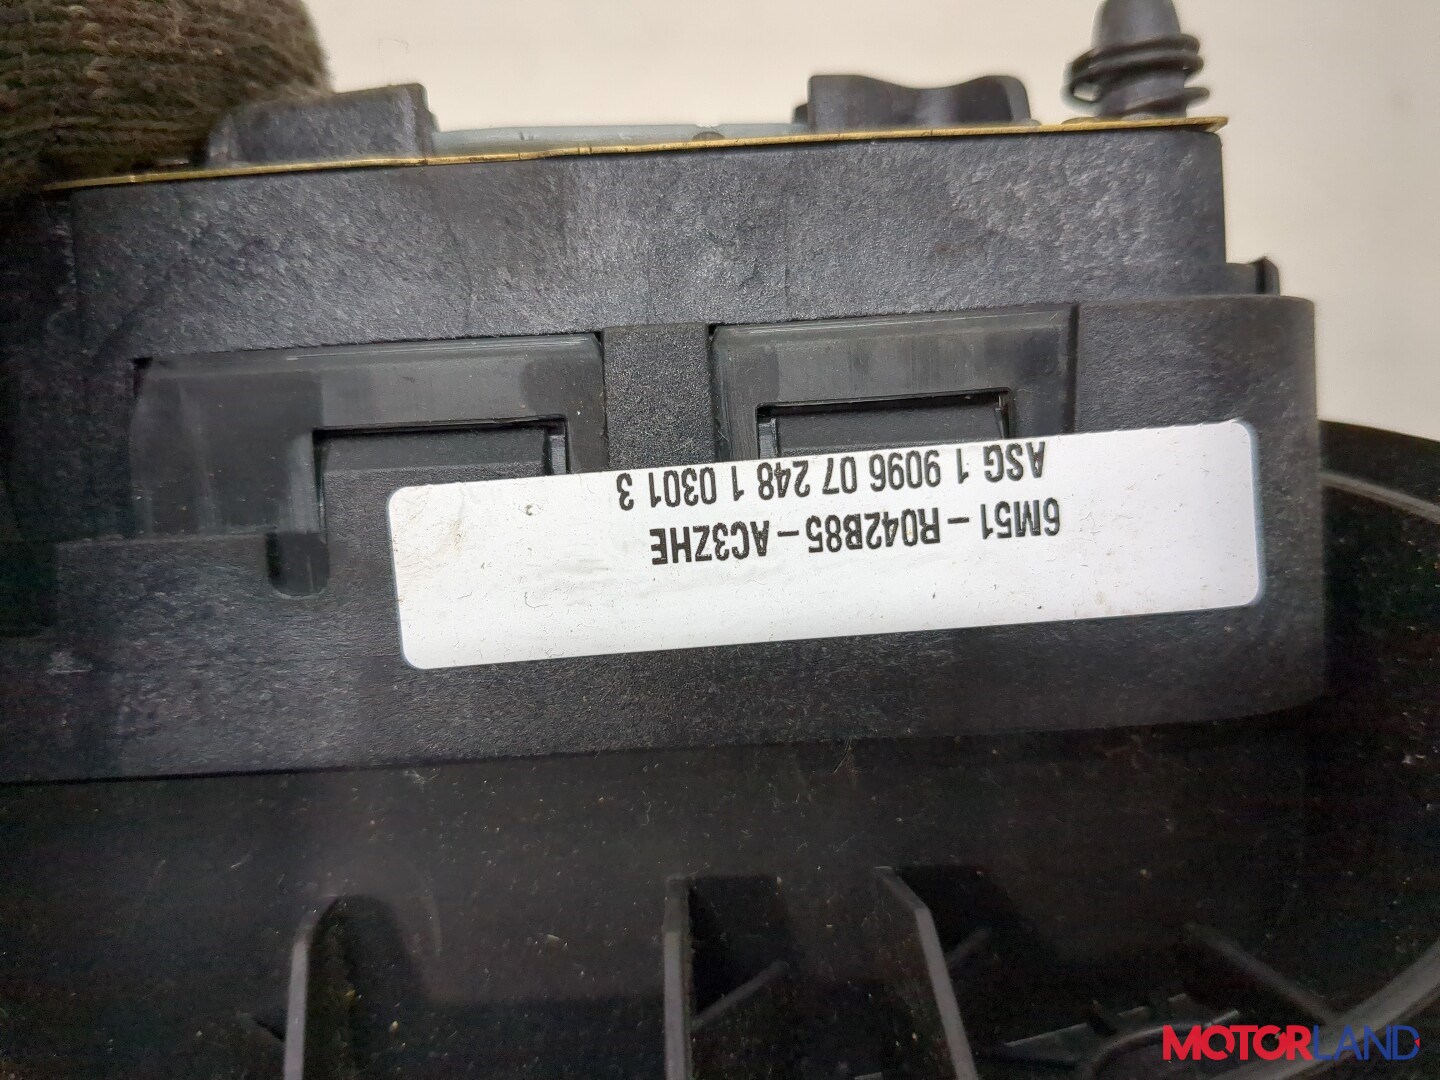 6M51-R042B85-AC3ZHE
ASG 1 9096 07 248 1 0301 3
MOTORLAND